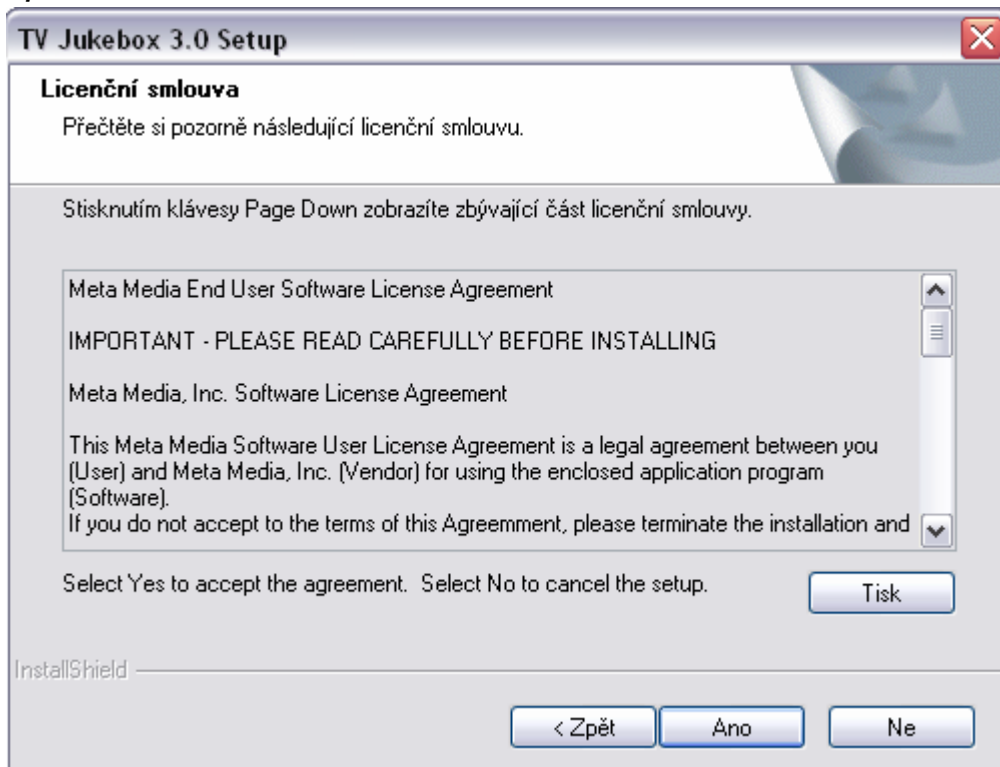 TV Jukebox 3.0 Setup
Licenční smlouva
Přečtěte si pozorně následující licenční smlouvu.
Stisknutím klávesy Page Down zobrazíte zbývající část licenční smlouvy.
Meta Media End User Software License Agreement
IMPORTANT - PLEASE READ CAREFULLY BEFORE INSTALLING
Meta Media, Inc. Software License Agreement
This Meta Media Software User License Agreement is a legal agreement between you
(User) and Meta Media, Inc. (Vendor) for using the enclosed application program
(Software).
If you do not accept to the terms of this Agreemment, please terminate the installation and
Select Yes to accept the agreement.  Select No to cancel the setup.
Tisk
InstallShield
< Zpět
Ano
Ne